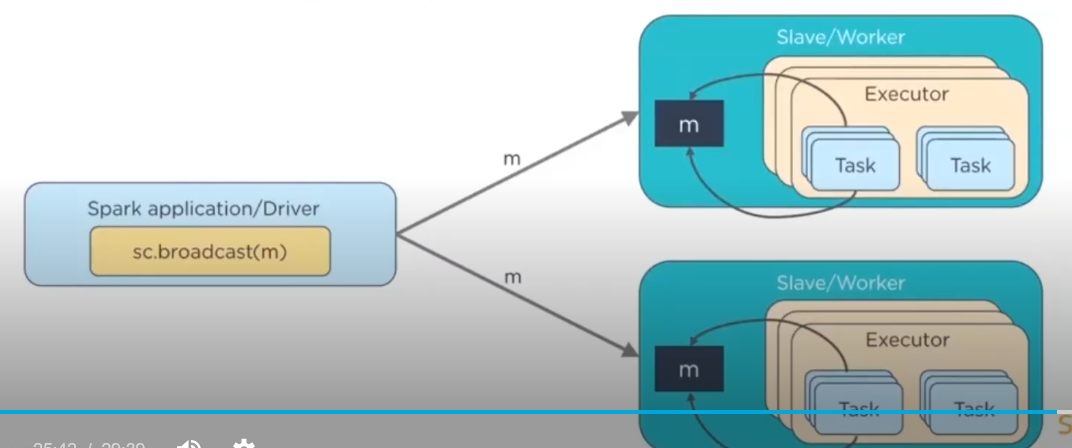 Slave/Worker
Executor
m
Task
Task
m
Spark application/Driver
sc.broadcast(m)
m
Slave/Worker
Executor
m
Task
Task
S